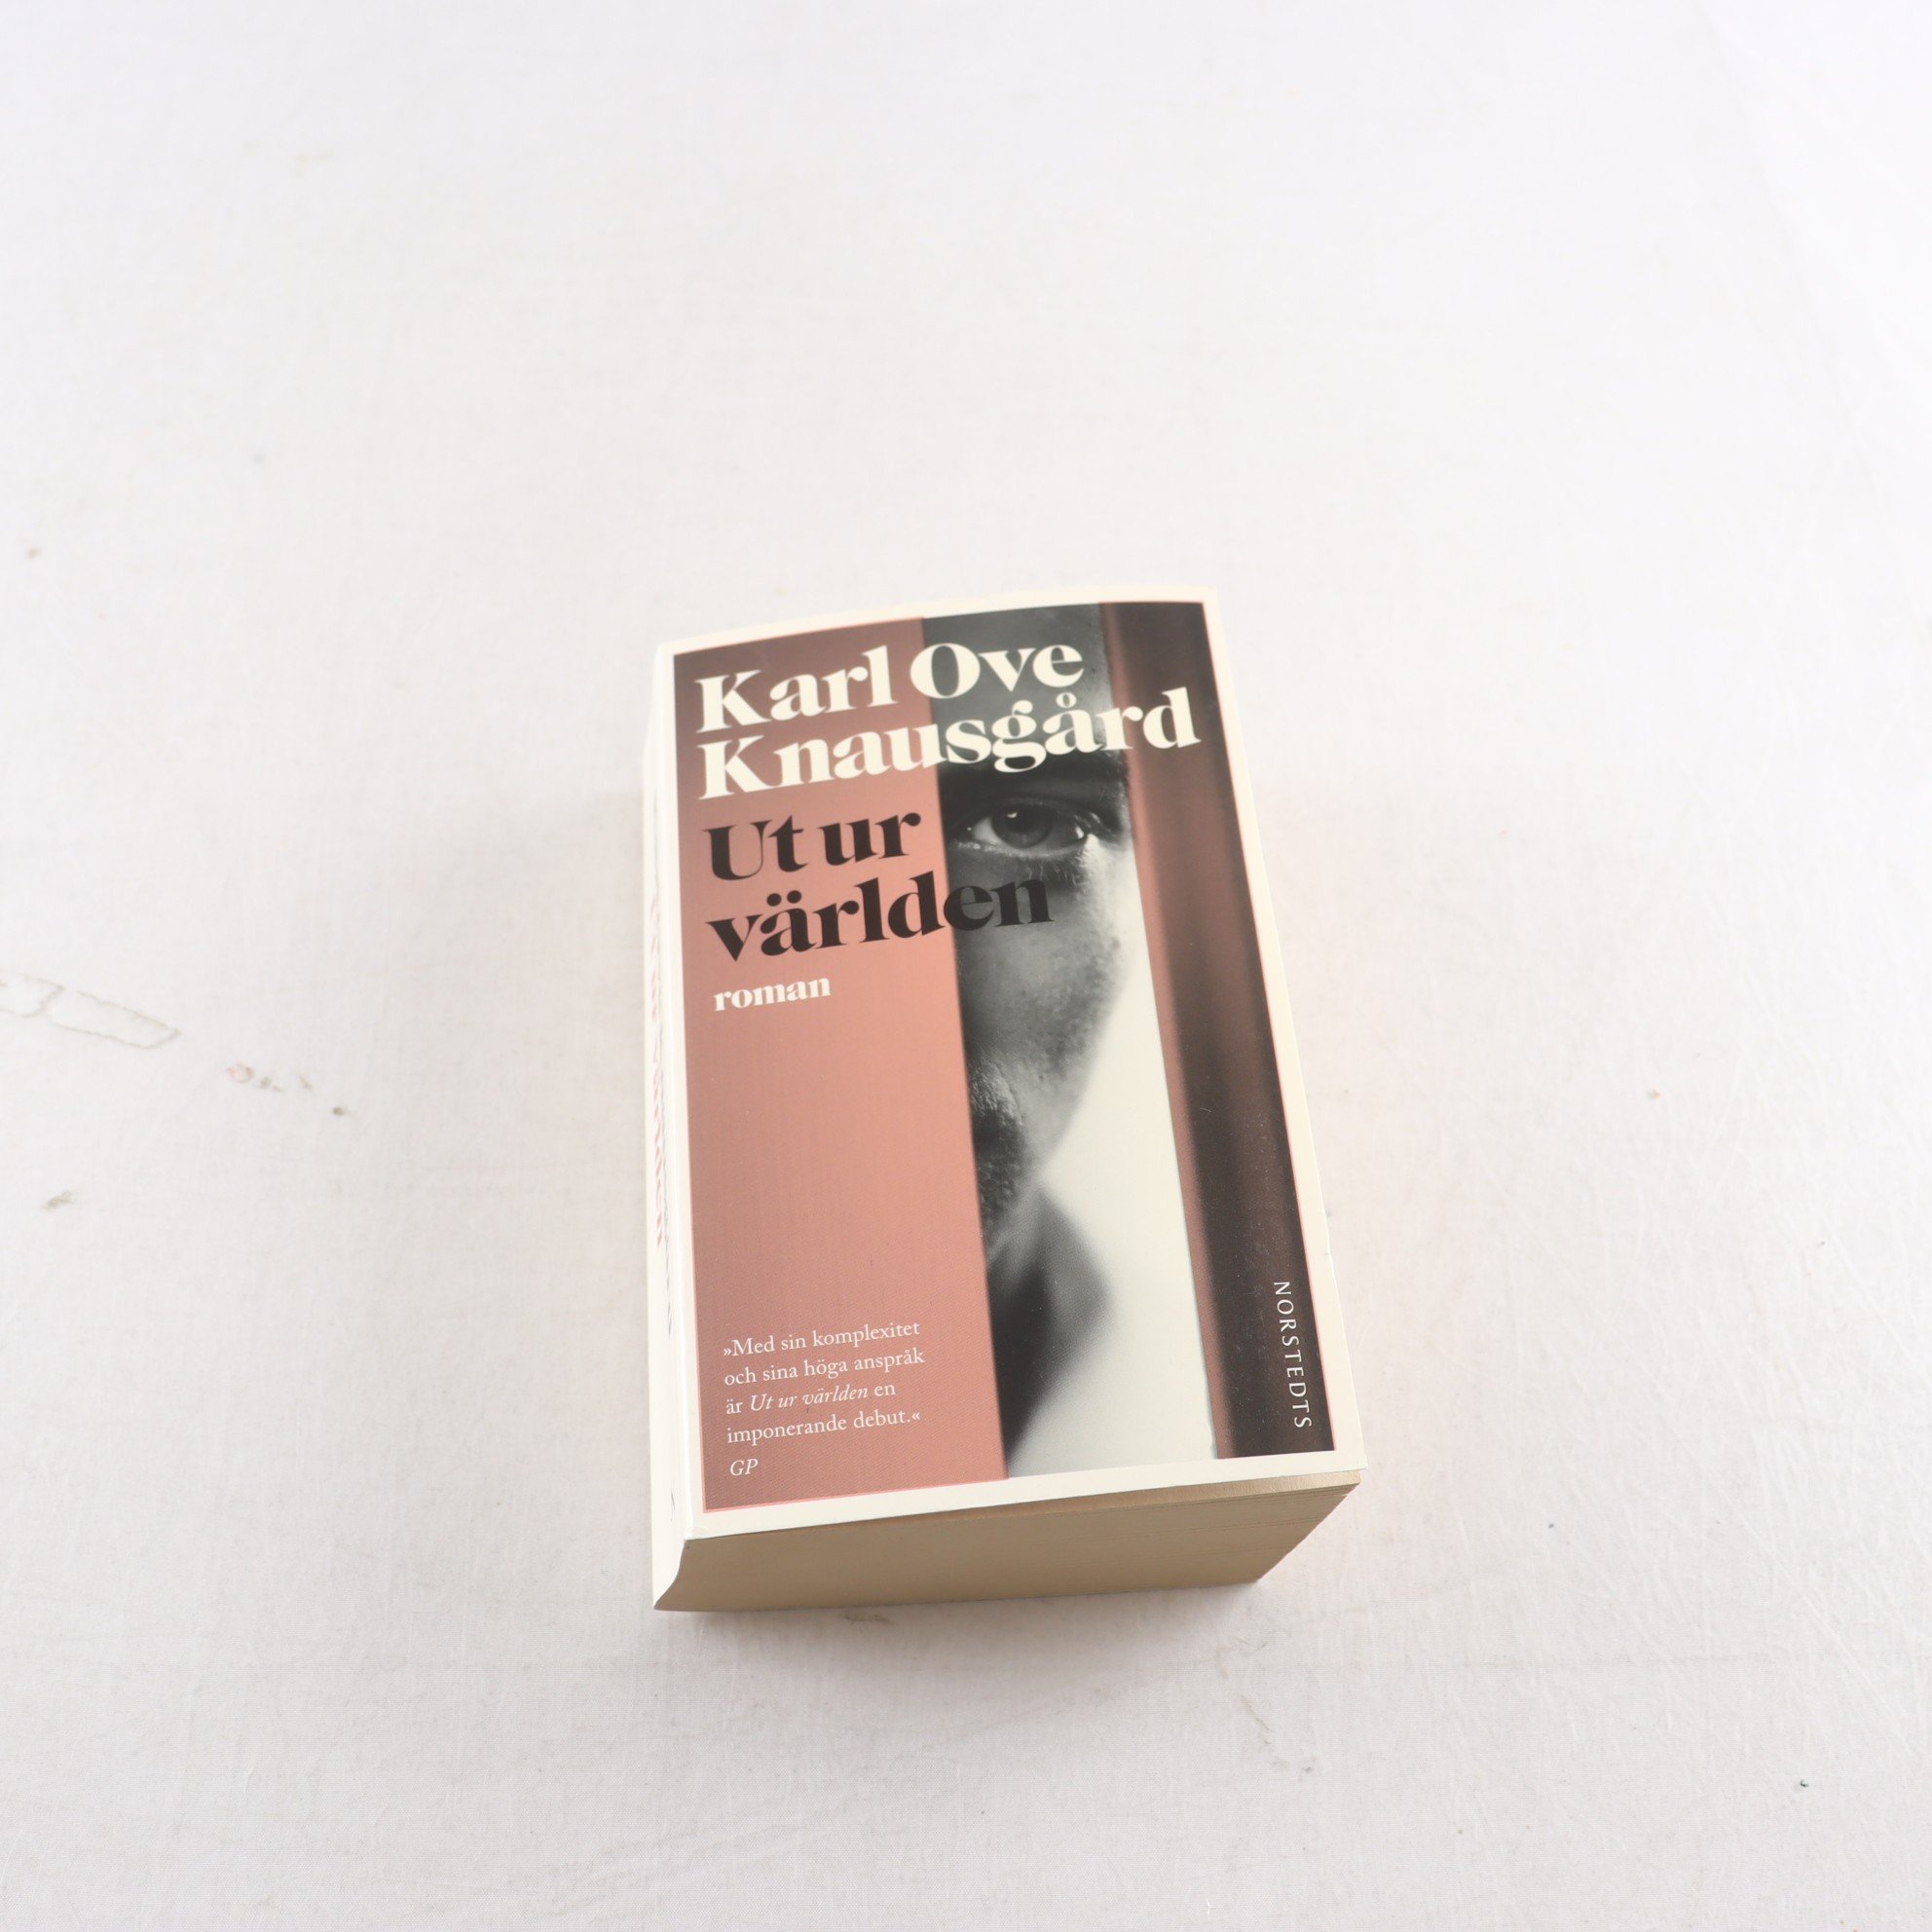 Karl Ove
Knausgård
Ut ur
världen
roman
»Med sin komplexitet
och sina höga anspråk
är Ut ur världen en
imponerande debut.«
GP
NORSTEDTS